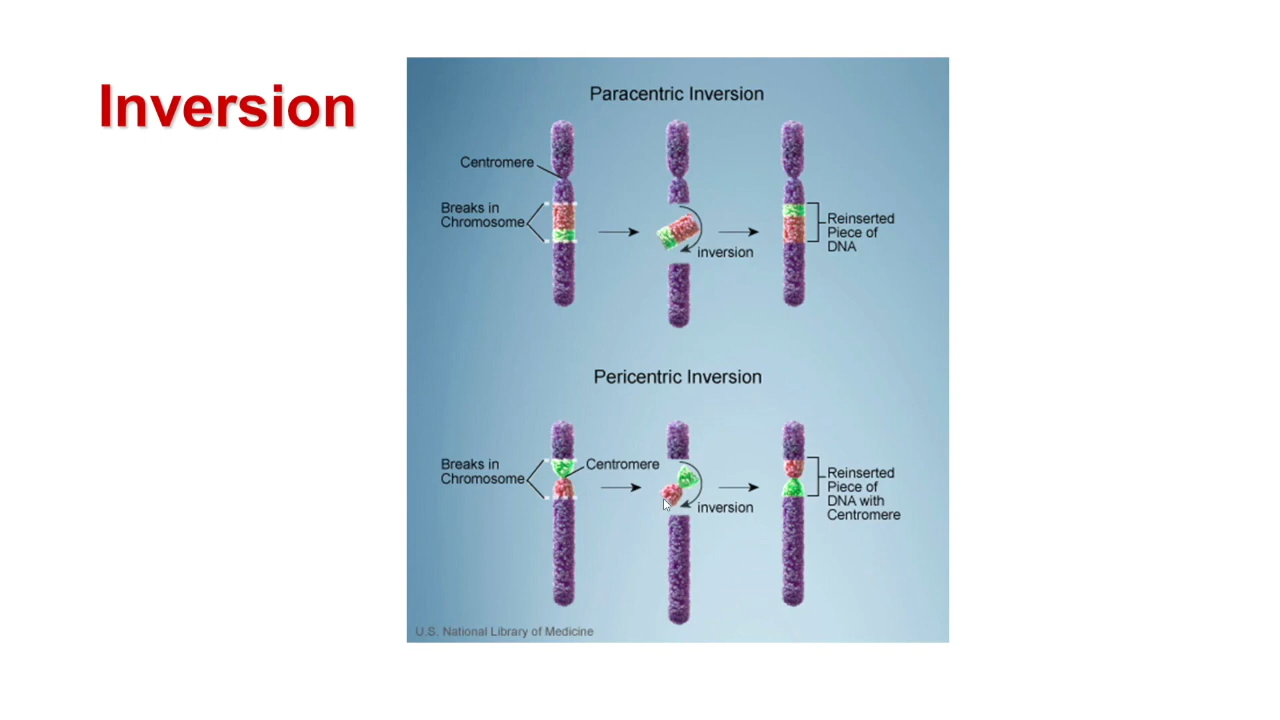 Inversion
Paracentric Inversion
Centromere
Breaks in
Chromosome
inversion
Reinserted
Piece of
DNA
Pericentric Inversion
Breaks in
Chromosome
Centromere
inversion
Reinserted
Piece of
DNA with
Centromere
U.S. National Library of Medicine